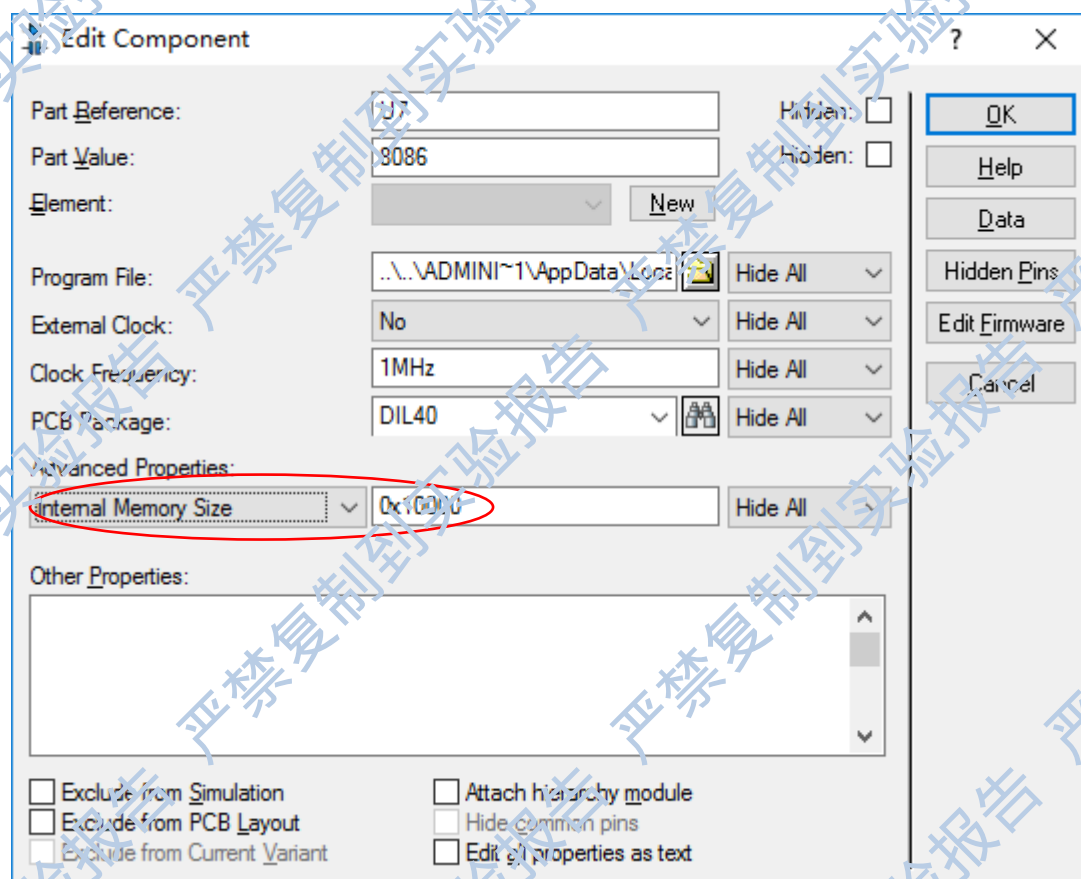 Edit Component ? ×
Part Reference: U7 Hidden: OK
Part Value: 8086 Hidden: Help
Element: New Data
Program File: ..\..\ADMINI~1\AppData\Loca Hide All Hidden Pins
External Clock: No Hide All Edit Firmware
Clock Frequency: 1MHz Hide All Cancel
PCB Package: DIL40 Hide All
Advanced Properties:
Internal Memory Size 0x10000 Hide All
Other Properties:
Exclude from Simulation Attach hierarchy module
Exclude from PCB Layout Hide common pins
Exclude from Current Variant Edit all properties as text
严禁复制到实验报告
严禁复制到实验报告
严禁复制到实验报告
严禁复制到实验报告